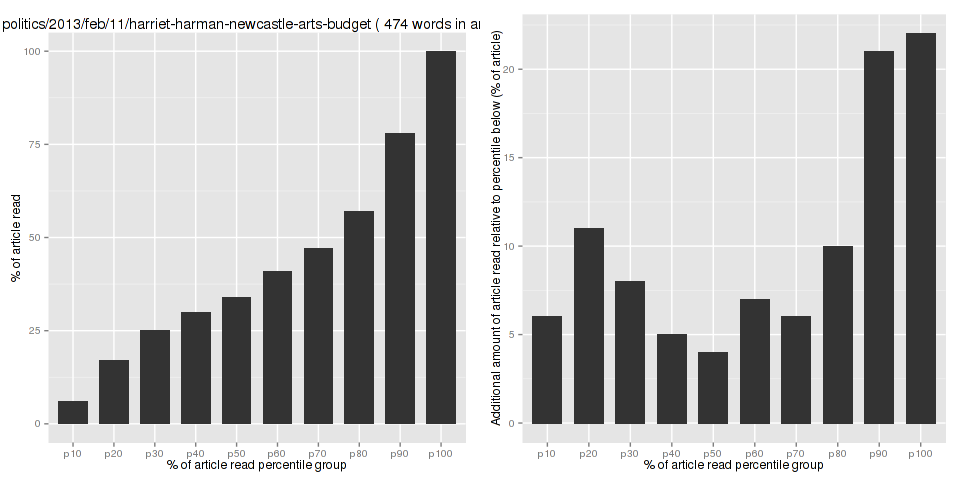 politics/2013/feb/11/harriet-harman-newcastle-arts-budget ( 474 words in
% of article read
100
75
50
25
0
p10 p20 p30 p40 p50 p60 p70 p80 p90 p100
% of article read percentile group
Additional amount of article read relative to percentile below (% of article)
20
15
10
5
0
p10 p20 p30 p40 p50 p60 p70 p80 p90 p100
% of article read percentile group